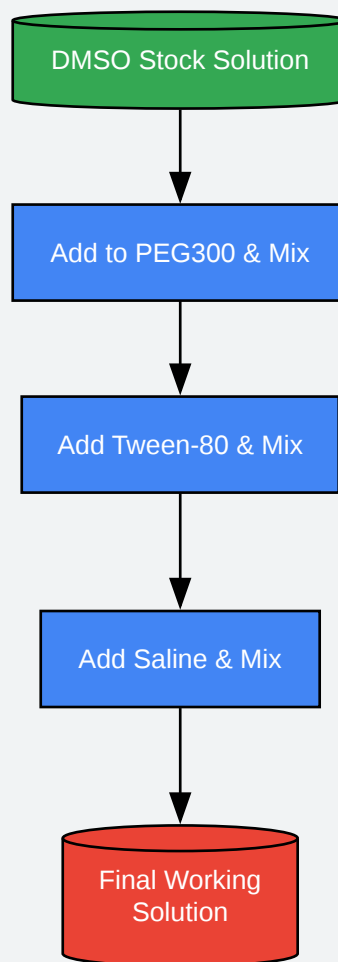 DMSO Stock Solution
Add to PEG300 & Mix
Add Tween-80 & Mix
Add Saline & Mix
Final Working
Solution